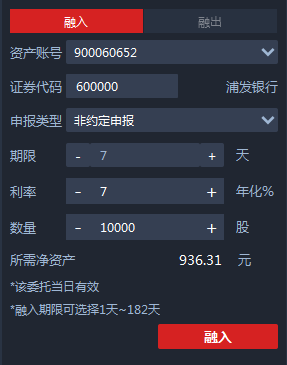 融入 融出
资产账号 900060652
证券代码 600000 浦发银行
申报类型 非约定申报
期限 - 7 + 天
利率 - 7 + 年化%
数量 - 10000 + 股
所需净资产 936.31 元
*该委托当日有效
*融入期限可选择1天~182天
融入